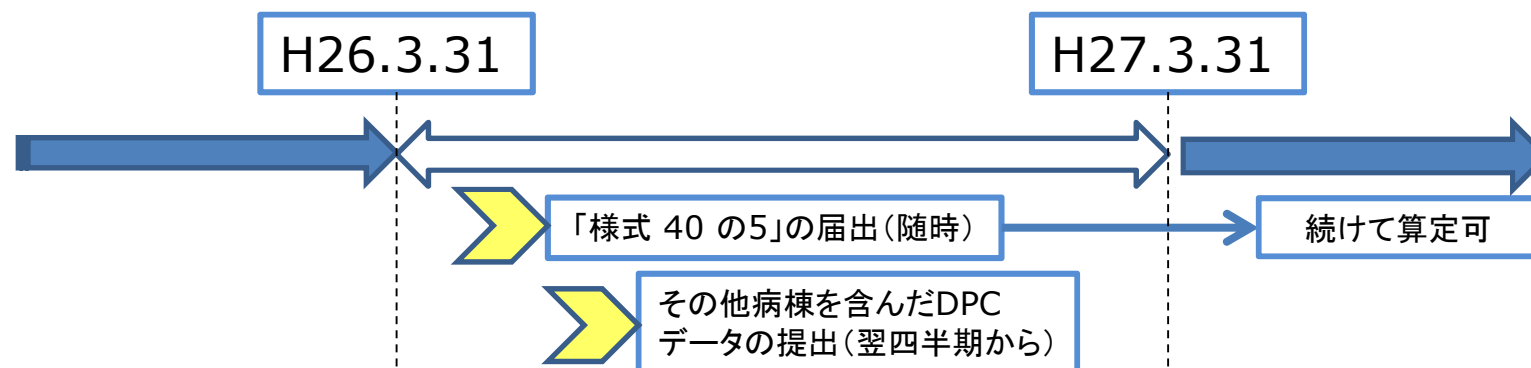 H26.3.31
H27.3.31
「様式 40 の5」の届出（随時）
続けて算定可
その他病棟を含んだDPC
データの提出（翌四半期から）